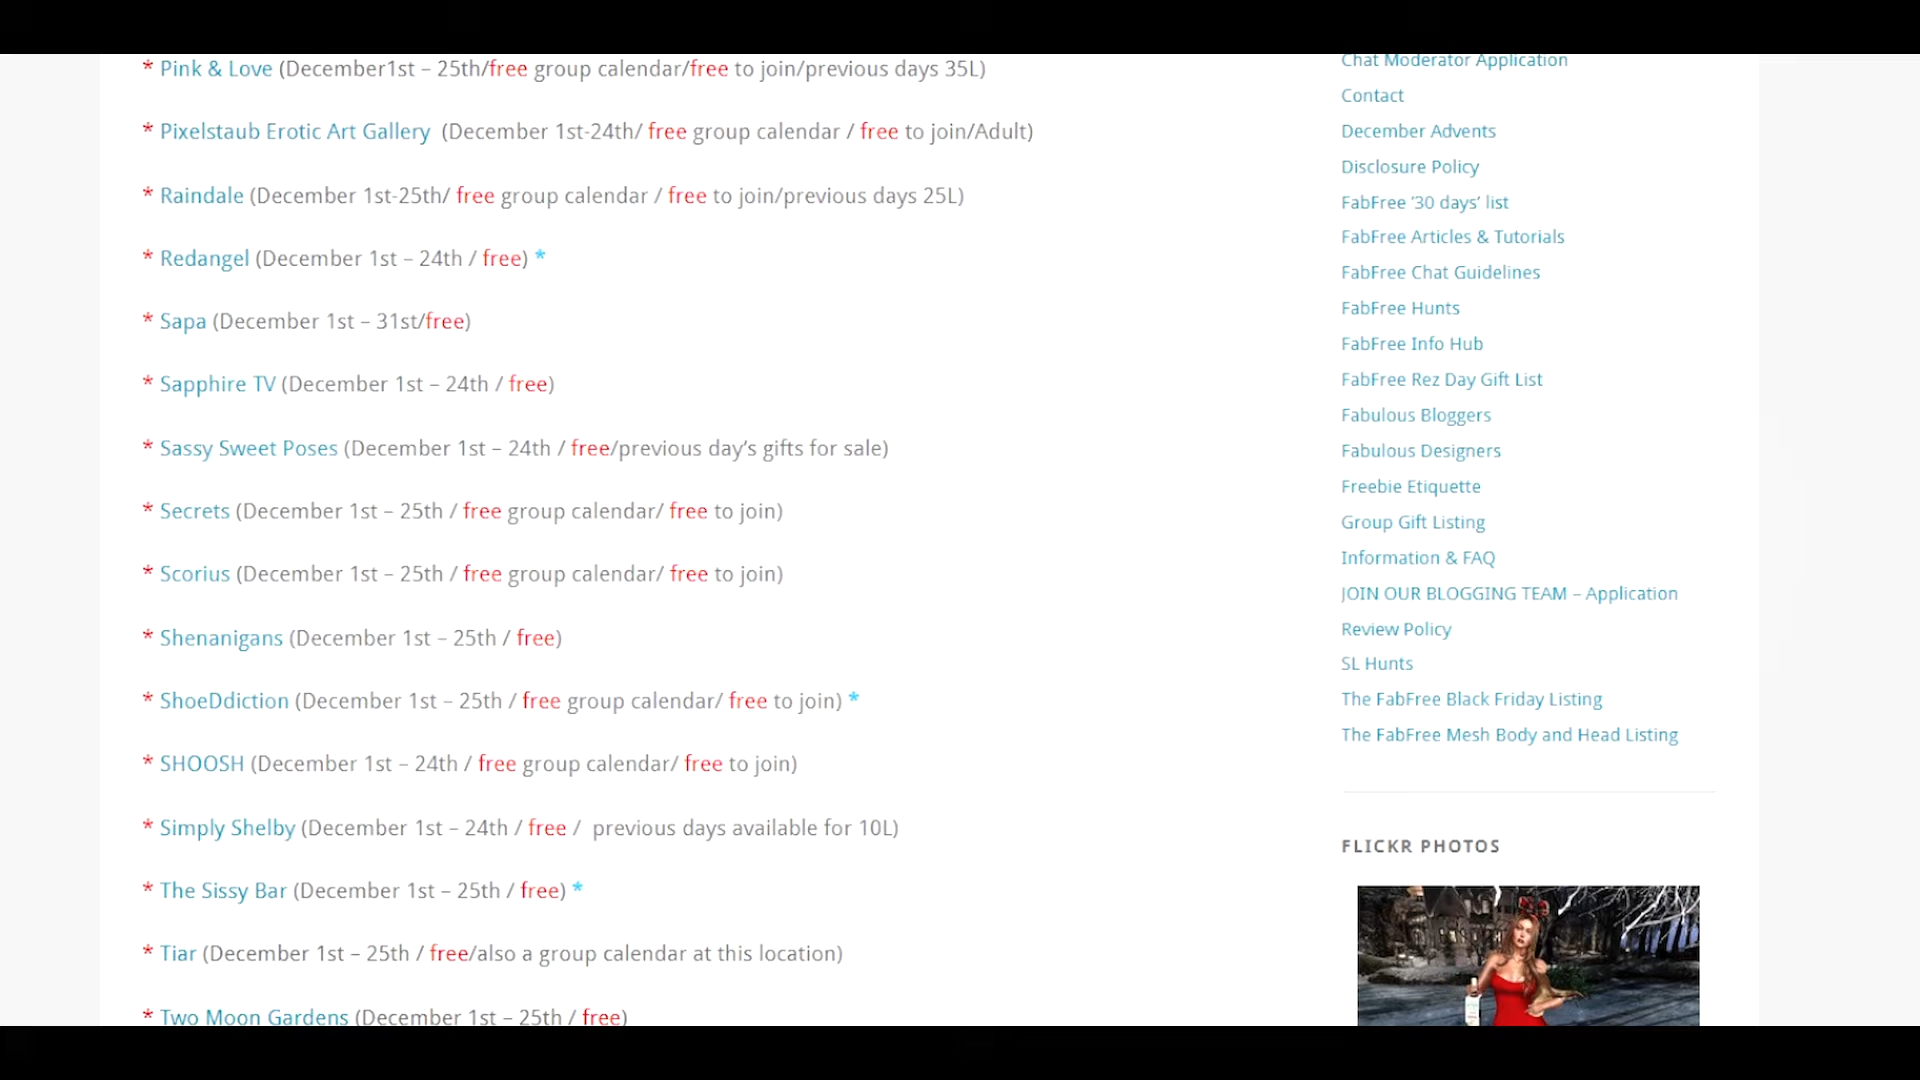 * Pink & Love (December1st – 25th/free group calendar/free to join/previous days 35L)
* Pixelstaub Erotic Art Gallery (December 1st-24th/ free group calendar / free to join/Adult)
* Raindale (December 1st-25th/ free group calendar / free to join/previous days 25L)
* Redangel (December 1st – 24th / free) *
* Sapa (December 1st – 31st/free)
* Sapphire TV (December 1st – 24th / free)
* Sassy Sweet Poses (December 1st – 24th / free/previous day’s gifts for sale)
* Secrets (December 1st – 25th / free group calendar/ free to join)
* Scorius (December 1st – 25th / free group calendar/ free to join)
* Shenanigans (December 1st – 25th / free)
* ShoeDdiction (December 1st – 25th / free group calendar/ free to join) *
* SHOOSH (December 1st – 24th / free group calendar/ free to join)
* Simply Shelby (December 1st – 24th / free / previous days available for 10L)
* The Sissy Bar (December 1st – 25th / free) *
* Tiar (December 1st – 25th / free/also a group calendar at this location)
* Two Moon Gardens (December 1st – 25th / free)
Chat Moderator Application
Contact
December Advents
Disclosure Policy
FabFree ’30 days’ list
FabFree Articles & Tutorials
FabFree Chat Guidelines
FabFree Hunts
FabFree Info Hub
FabFree Rez Day Gift List
Fabulous Bloggers
Fabulous Designers
Freebie Etiquette
Group Gift Listing
Information & FAQ
JOIN OUR BLOGGING TEAM – Application
Review Policy
SL Hunts
The FabFree Black Friday Listing
The FabFree Mesh Body and Head Listing
FLICKR PHOTOS